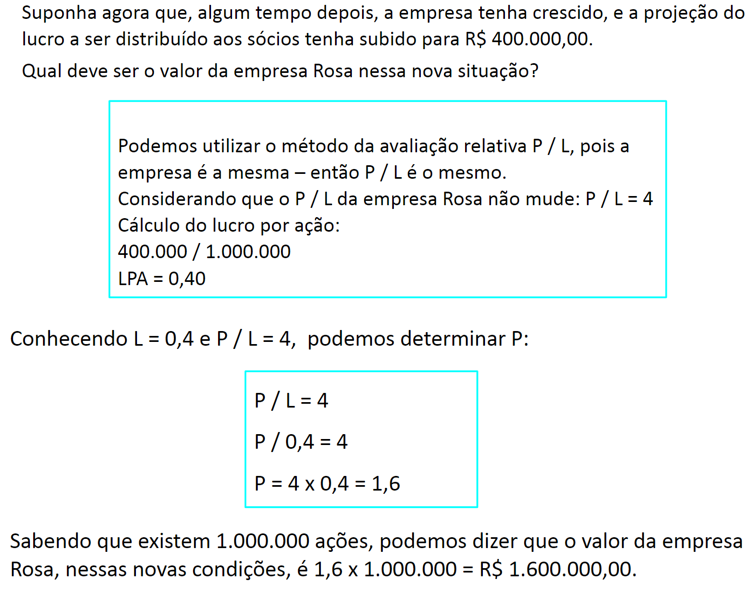 Suponha agora que, algum tempo depois, a empresa tenha crescido, e a projeção do
lucro a ser distribuído aos sócios tenha subido para R$ 400.000,00.
Qual deve ser o valor da empresa Rosa nessa nova situação?
Podemos utilizar o método da avaliação relativa P / L, pois a
empresa é a mesma – então P / L é o mesmo.
Considerando que o P / L da empresa Rosa não mude: P / L = 4
Cálculo do lucro por ação:
400.000 / 1.000.000
LPA = 0,40
Conhecendo L = 0,4 e P / L = 4, podemos determinar P:
P / L = 4
P / 0,4 = 4
P = 4 x 0,4 = 1,6
Sabendo que existem 1.000.000 ações, podemos dizer que o valor da empresa
Rosa, nessas novas condições, é 1,6 x 1.000.000 = R$ 1.600.000,00.